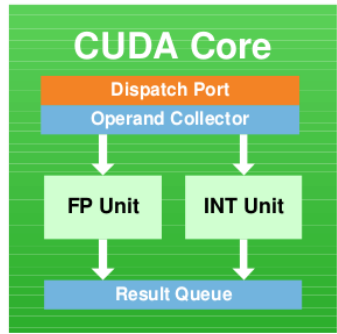 CUDA Core
Dispatch Port
Operand Collector
FP Unit
INT Unit
Result Queue